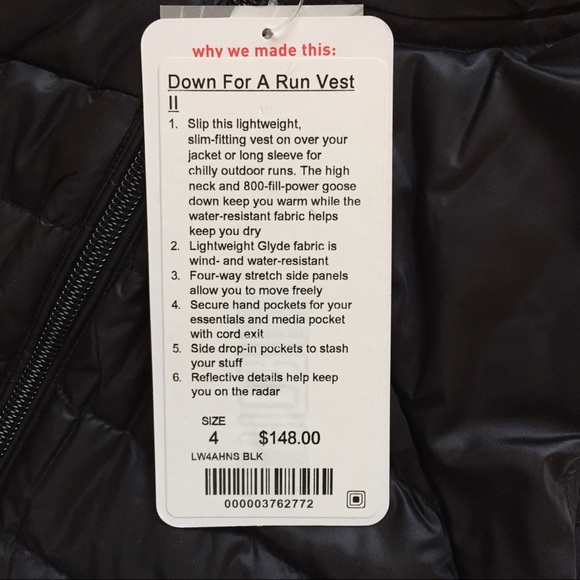 why we made this:
Down For A Run Vest
II
1. Slip this lightweight,
slim-fitting vest on over your
jacket or long sleeve for
chilly outdoor runs. The high
neck and 800-fill-power goose
down keep you warm while the
water-resistant fabric helps
keep you dry
2. Lightweight Glyde fabric is
wind- and water-resistant
3. Four-way stretch side panels
allow you to move freely
4. Secure hand pockets for your
essentials and media pocket
with cord exit
5. Side drop-in pockets to stash
your stuff
6. Reflective details help keep
you on the radar
SIZE
4 $148.00
LW4AHNS BLK
000003762772